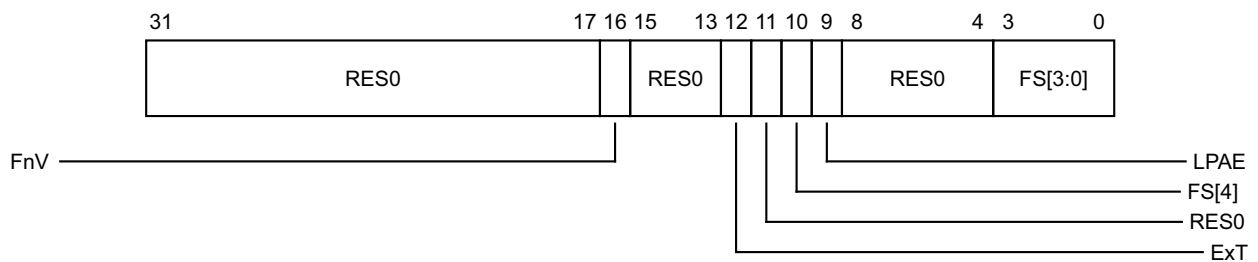 31 17 16 15 13 12 11 10 9 8 4 3 0
RES0 RES0 RES0 FS[3:0]
FnV LPAE
FS[4]
RES0
ExT